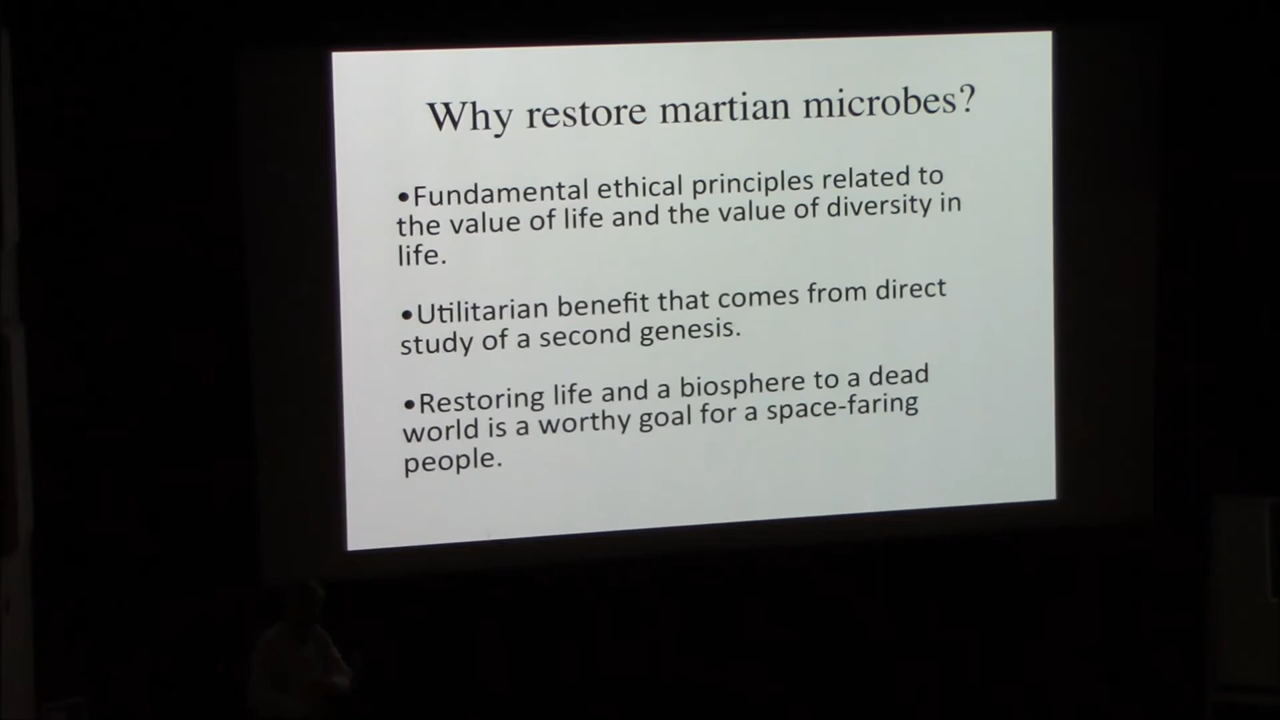 Why restore martian microbes?
•Fundamental ethical principles related to
the value of life and the value of diversity in
life.
•Utilitarian benefit that comes from direct
study of a second genesis.
•Restoring life and a biosphere to a dead
world is a worthy goal for a space-faring
people.